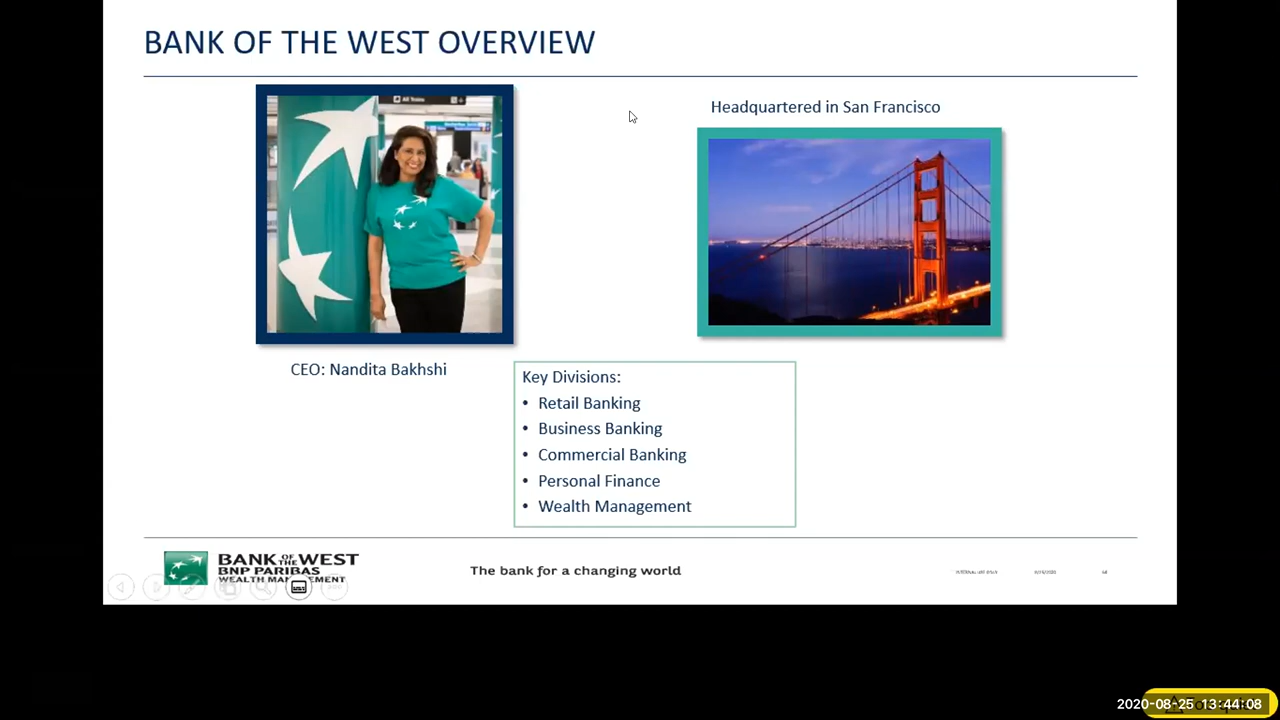 BANK OF THE WEST OVERVIEW
Headquartered in San Francisco
All Trains
CEO: Nandita Bakhshi
Key Divisions:
• Retail Banking
• Business Banking
• Commercial Banking
• Personal Finance
• Wealth Management
BANK OF THE WEST
BNP PARIBAS
WEALTH MANAGEMENT
The bank for a changing world
2020-08-25 13:44:08